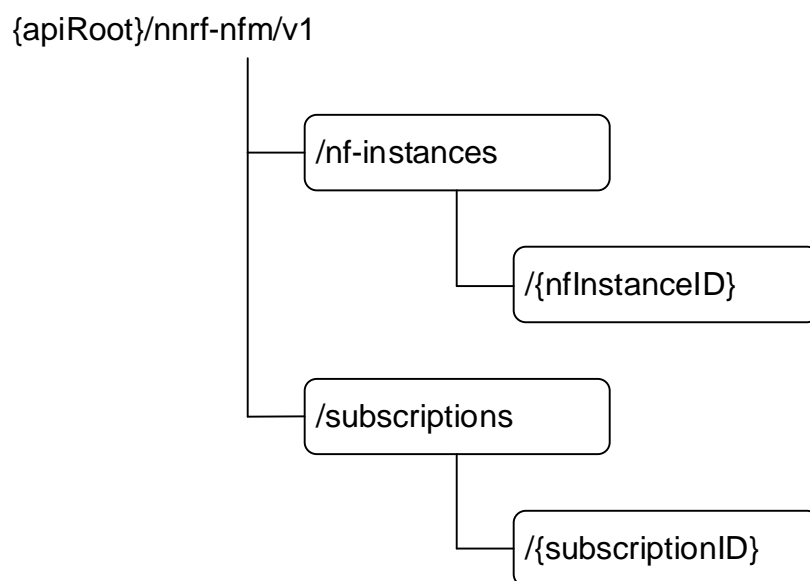 {apiRoot}/nnrf-nfm/v1
/nf-instances
/{nfInstanceID}
/subscriptions
/{subscriptionID}